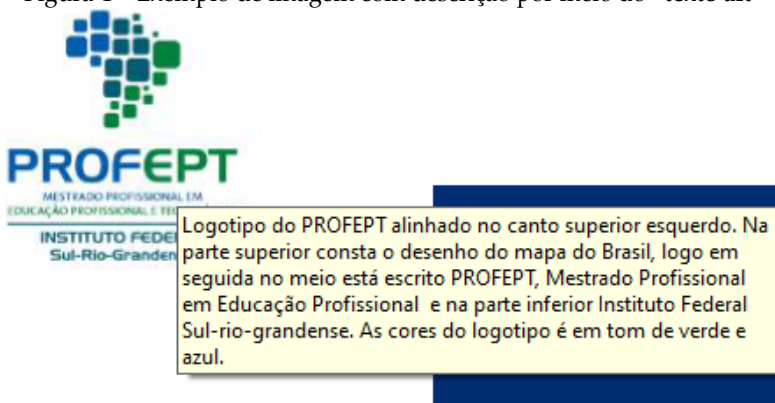 PROFEPT
MESTRADO PROFISSIONAL EM
EDUCAÇÃO PROFISSIONAL E
INSTITUTO
Sul-Rio-
Logotipo do PROFEPT alinhado no canto superior esquerdo. Na
parte superior consta o desenho do mapa do Brasil, logo em
seguida no meio está escrito PROFEPT, Mestrado Profissional
em Educação Profissional e na parte inferior Instituto Federal
Sul-rio-grandense. As cores do logotipo é em tom de verde e
azul.